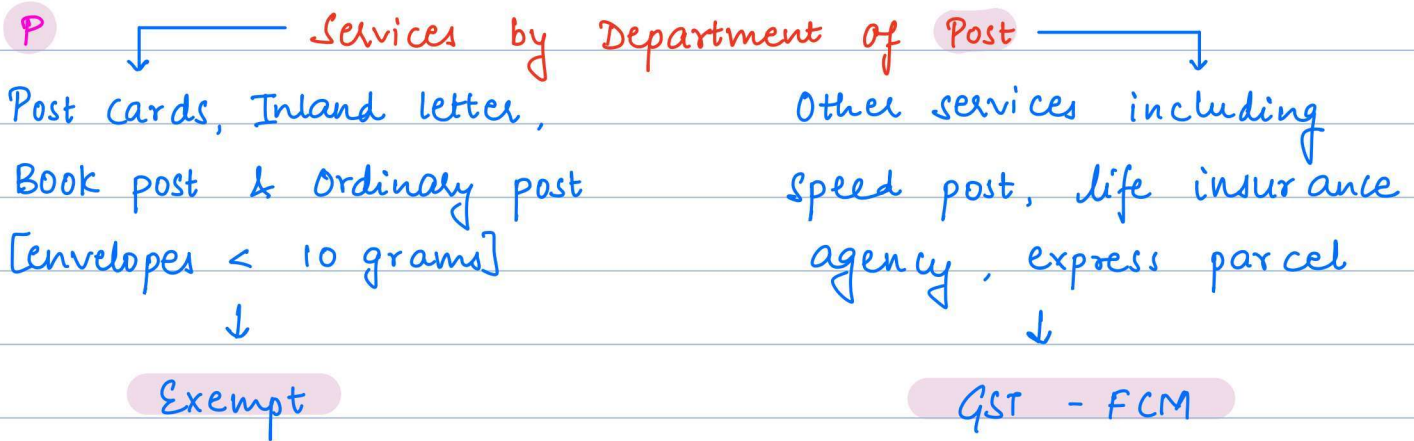 P
Services by Department of Post
Post cards, Inland letter,
Book post & Ordinary post
[envelopes < 10 grams]
↓
Exempt
Other services including
speed post, life insurance
agency, express parcel
↓
GST - FCM